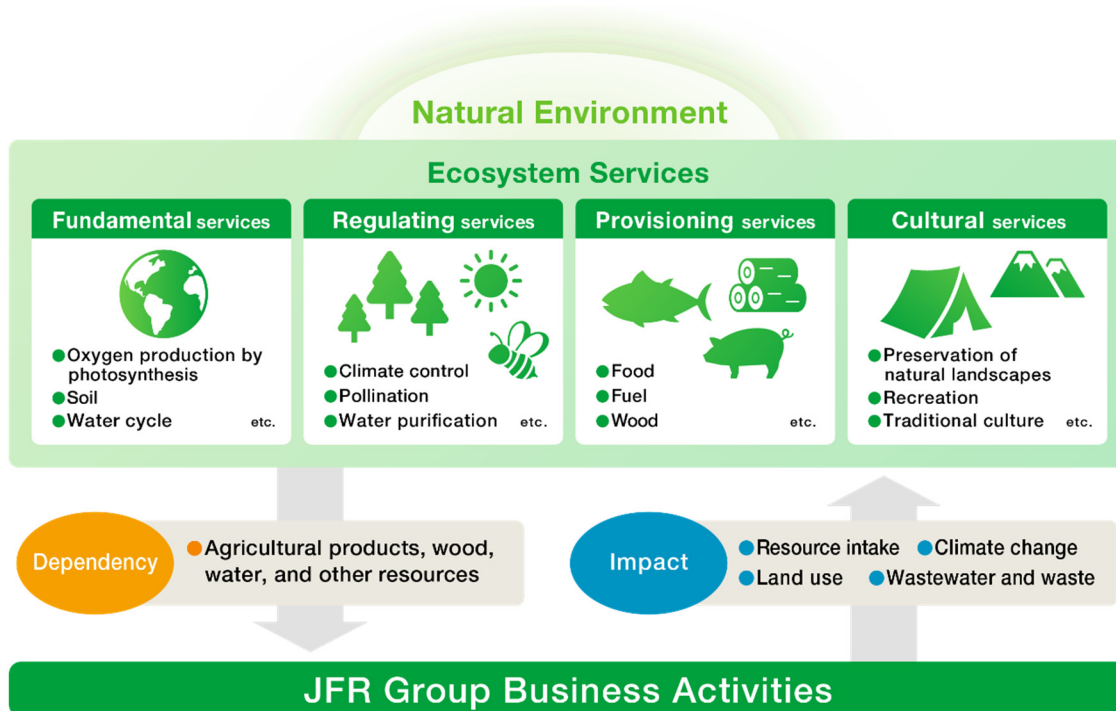 Natural Environment
Ecosystem Services
Fundamental services
●Oxygen production by
photosynthesis
●Soil
●Water cycle etc.
Regulating services
●Climate control
●Pollination
●Water purification etc.
Provisioning services
●Food
●Fuel
●Wood etc.
Cultural services
●Preservation of
natural landscapes
●Recreation
●Traditional culture etc.
Dependency
●Agricultural products, wood,
water, and other resources
Impact
●Resource intake ●Climate change
●Land use ●Wastewater and waste
JFR Group Business Activities